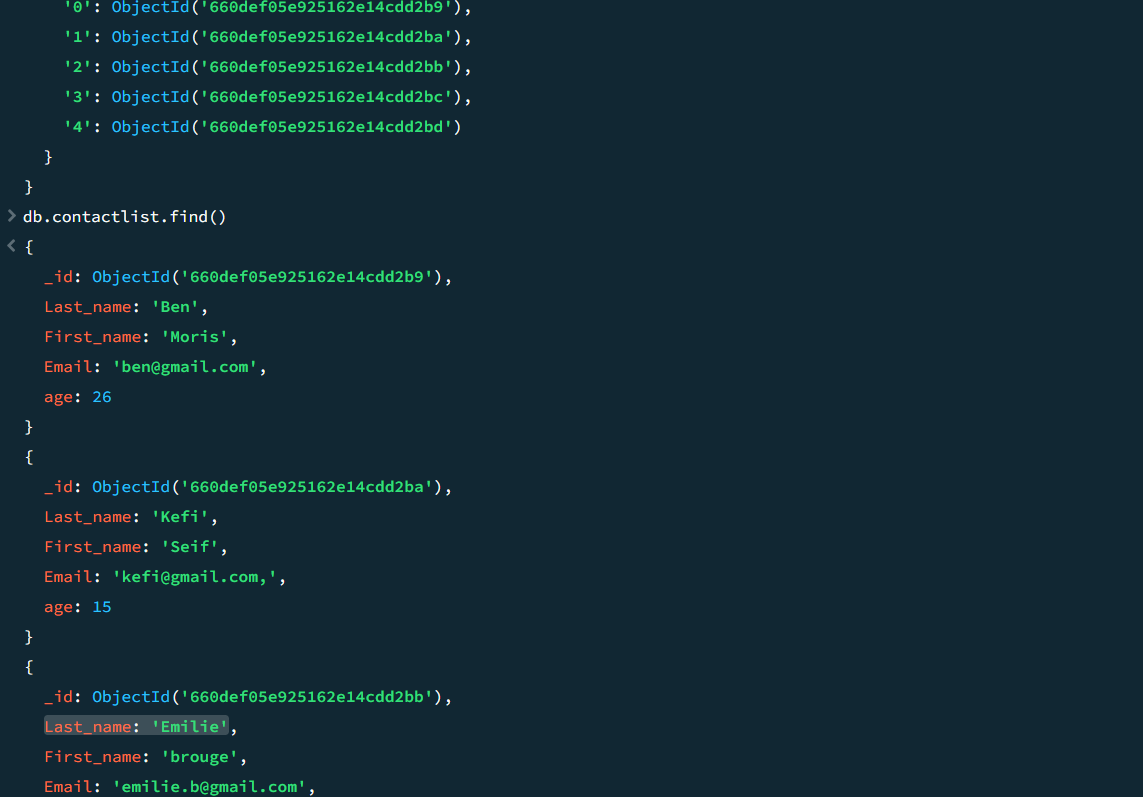 '0': ObjectId('660def05e925162e14cdd2b9'),
'1': ObjectId('660def05e925162e14cdd2ba'),
'2': ObjectId('660def05e925162e14cdd2bb'),
'3': ObjectId('660def05e925162e14cdd2bc'),
'4': ObjectId('660def05e925162e14cdd2bd')
}
}
> db.contactlist.find()
< {
_id: ObjectId('660def05e925162e14cdd2b9'),
Last_name: 'Ben',
First_name: 'Moris',
Email: 'ben@gmail.com',
age: 26
}
{
_id: ObjectId('660def05e925162e14cdd2ba'),
Last_name: 'Kefi',
First_name: 'Seif',
Email: 'kefi@gmail.com,',
age: 15
}
{
_id: ObjectId('660def05e925162e14cdd2bb'),
Last_name: 'Emilie',
First_name: 'brouge',
Email: 'emilie.b@gmail.com',